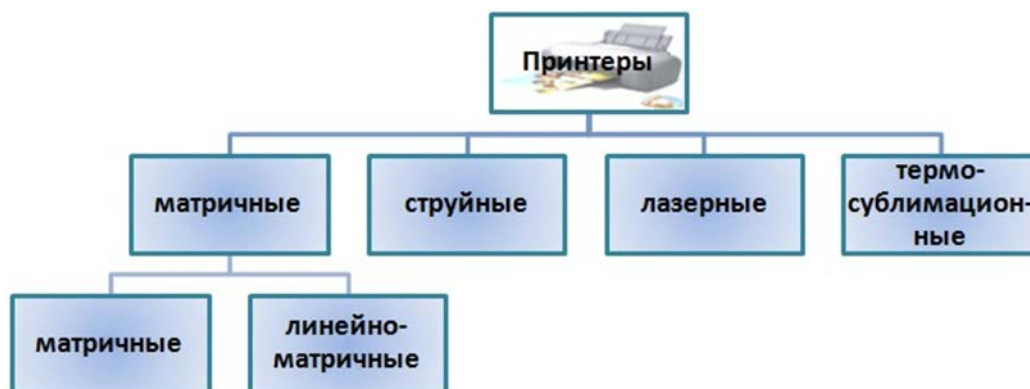 Принтеры
матричные
струйные
лазерные
термо-
сублимацион-
ные
матричные
линейно-
матричные